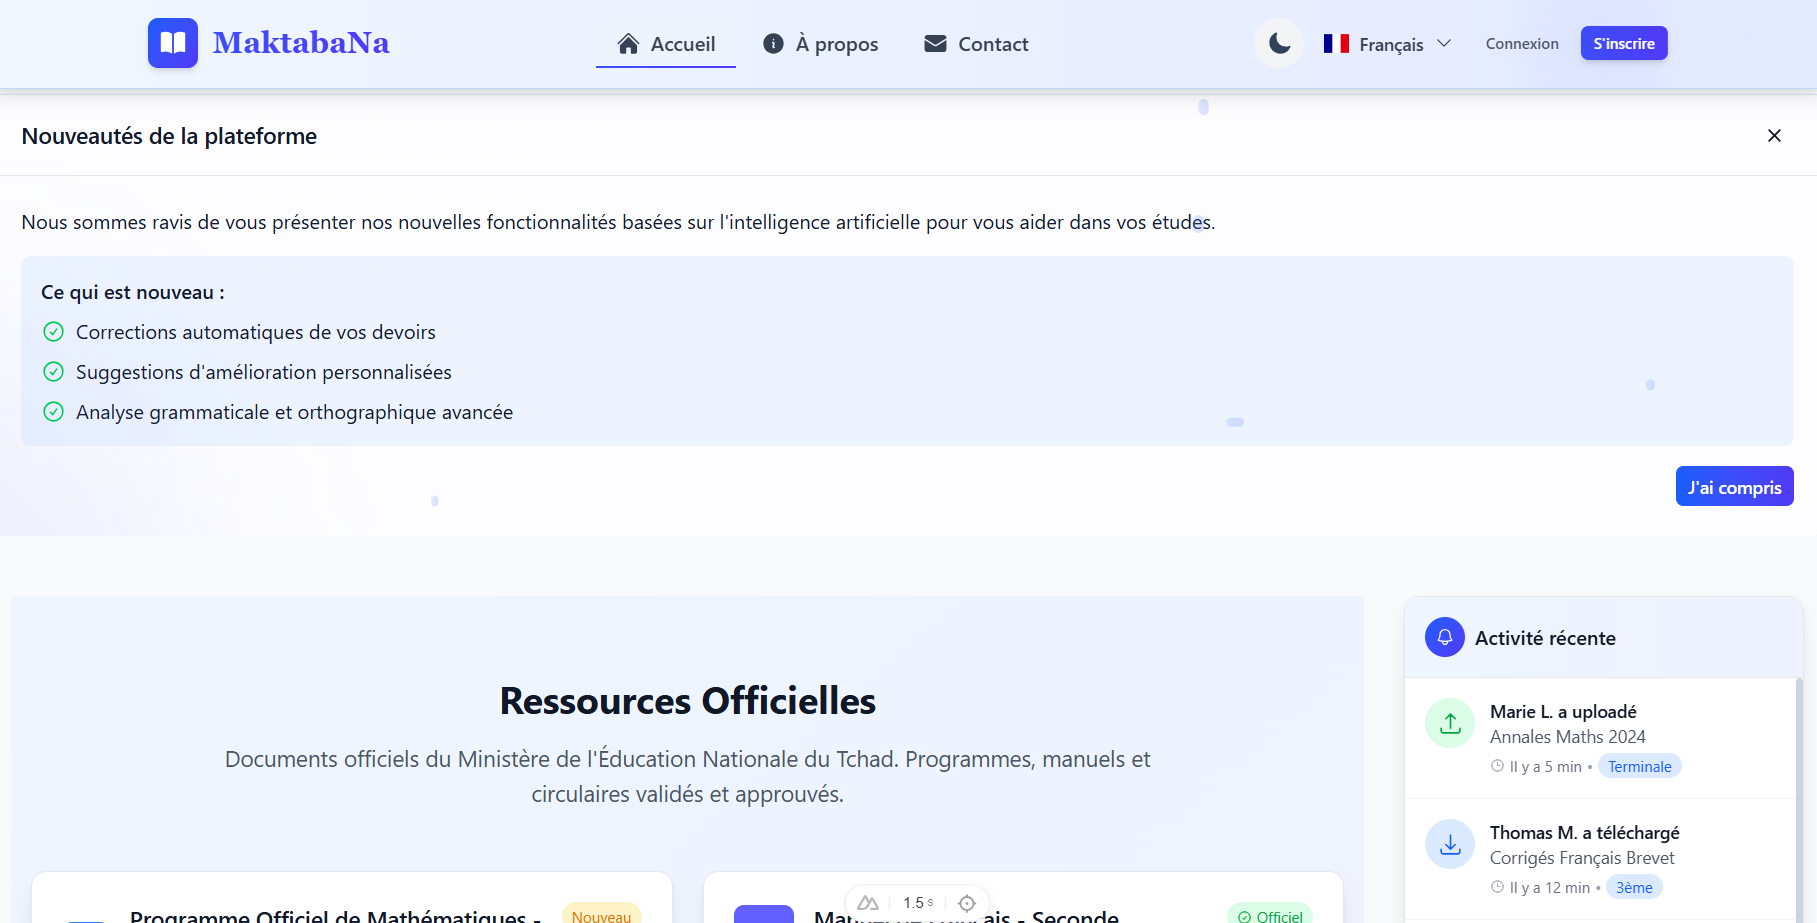 MaktabaNa
Accueil
À propos
Contact
Français
Connexion
S'inscrire
Nouveautés de la plateforme
Nous sommes ravis de vous présenter nos nouvelles fonctionnalités basées sur l'intelligence artificielle pour vous aider dans vos études.
Ce qui est nouveau :
Corrections automatiques de vos devoirs
Suggestions d'amélioration personnalisées
Analyse grammaticale et orthographique avancée
J'ai compris
Ressources Officielles
Documents officiels du Ministère de l'Éducation Nationale du Tchad. Programmes, manuels et
circulaires validés et approuvés.
Programme Officiel de Mathématiques -
Nouveau
Manuel de Français - Seconde
Officiel
1.5 s
Activité récente
Marie L. a uploadé
Annales Maths 2024
Il y a 5 min • Terminale
Thomas M. a téléchargé
Corrigés Français Brevet
Il y a 12 min • 3ème